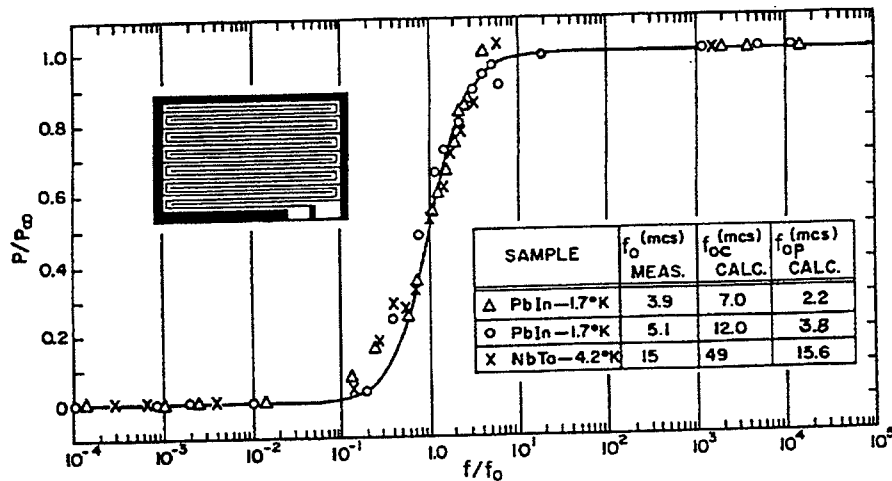 P/P∞
1.0
0.8
0.6
0.4
0.2
0
SAMPLE f₀(mcs) MEAS. f₀c(mcs) CALC. f₀p(mcs) CALC.
△ PbIn–1.7°K 3.9 7.0 2.2
○ PbIn–1.7°K 5.1 12.0 3.8
× NbTa–4.2°K 15 49 15.6
10⁻⁴ 10⁻³ 10⁻² 10⁻¹ 1.0 10¹ 10² 10³ 10⁴ 10⁵
f/f₀